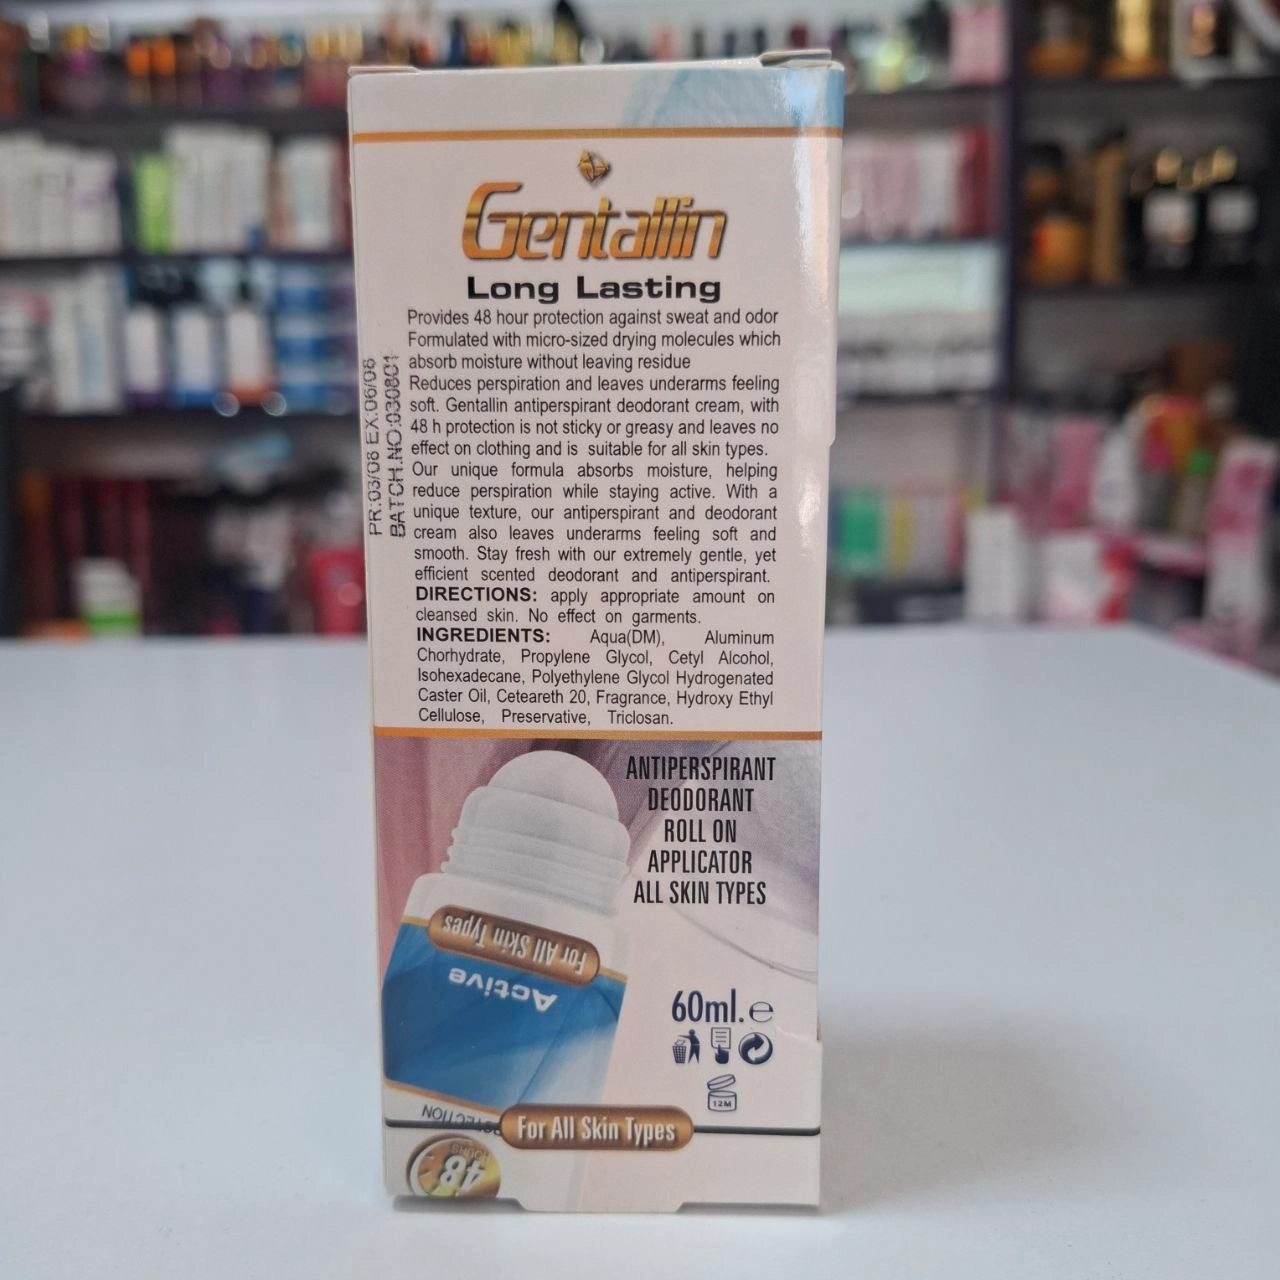 Gentallin
Long Lasting
Provides 48 hour protection against sweat and odor
Formulated with micro-sized drying molecules which
absorb moisture without leaving residue
Reduces perspiration and leaves underarms feeling
soft. Gentallin antiperspirant deodorant cream, with
48 h protection is not sticky or greasy and leaves no
effect on clothing and is suitable for all skin types.
Our unique formula absorbs moisture, helping
reduce perspiration while staying active. With a
unique texture, our antiperspirant and deodorant
cream also leaves underarms feeling soft and
smooth. Stay fresh with our extremely gentle, yet
efficient scented deodorant and antiperspirant.
DIRECTIONS: apply appropriate amount on
cleansed skin. No effect on garments.
INGREDIENTS: Aqua(DM), Aluminum
Chorhydrate, Propylene Glycol, Cetyl Alcohol,
Isohexadecane, Polyethylene Glycol Hydrogenated
Caster Oil, Ceteareth 20, Fragrance, Hydroxy Ethyl
Cellulose, Preservative, Triclosan.
PR:03/08 EX:06/08
BATCH.NO:030801
ANTIPERSPIRANT
DEODORANT
ROLL ON
APPLICATOR
ALL SKIN TYPES
For All Skin Types
Active
60ml. ℮
12M
For All Skin Types
48
HOURS